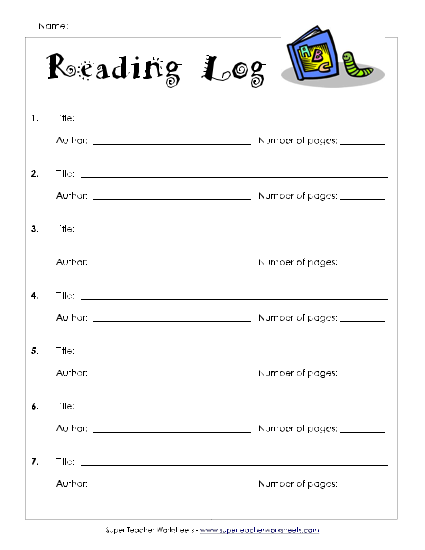 Name:
Reading Log
ABC
1. Title:
Author: Number of pages:
2. Title:
Author: Number of pages:
3. Title:
Author: Number of pages:
4. Title:
Author: Number of pages:
5. Title:
Author: Number of pages:
6. Title:
Author: Number of pages:
7. Title:
Author: Number of pages:
Super Teacher Worksheets - www.superteacherworksheets.com